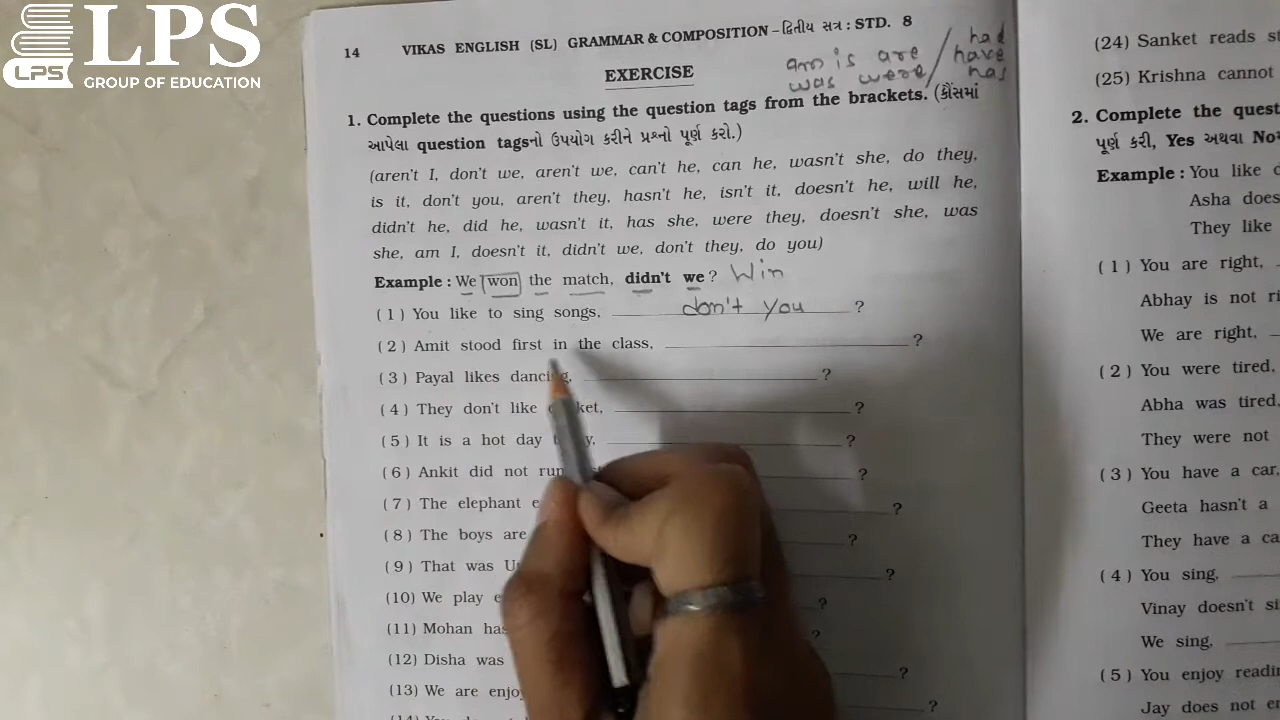 LPS
LPS
GROUP OF EDUCATION
14 VIKAS ENGLISH (SL) GRAMMAR & COMPOSITION – દ્વિતીય સત્ર : STD. 8
am is are / had
was were / have
has
EXERCISE
1. Complete the questions using the question tags from the brackets. (કૌંસમાં
આપેલા question tagsનો ઉપયોગ કરીને પ્રશ્નો પૂર્ણ કરો.)
(aren't I, don't we, aren't we, can't he, can he, wasn't she, do they,
is it, don't you, aren't they, hasn't he, isn't it, doesn't he, will he,
didn't he, did he, wasn't it, has she, were they, doesn't she, was
she, am I, doesn't it, didn't we, don't they, do you)
Example : We won the match, didn't we? Win
(1) You like to sing songs, don't you ?
(2) Amit stood first in the class, ?
(3) Payal likes dancing, ?
(4) They don't like ?
(5) It is a hot day ?
(6) Ankit did not run ?
(7) The elephant ?
(8) The boys are ?
(9) That was ?
(10) We play ?
(11) Mohan ?
(12) Disha was ?
(13) We are ?
(24) Sanket reads
(25) Krishna cannot
2. Complete the
પૂર્ણ કરી, Yes અથવા
Example : You like
Asha
They like
(1) You are right,
Abhay is not
We are right,
(2) You were tired,
Abha was tired,
They were not
(3) You have a car,
Geeta hasn't a
They have a
(4) You sing,
Vinay doesn't
We sing,
(5) You enjoy
Jay does not